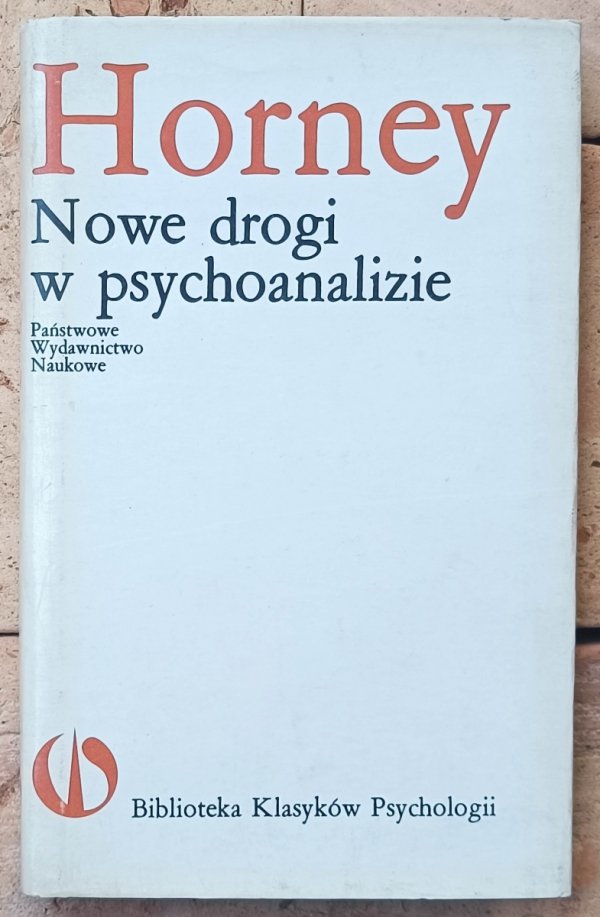 Horney
Nowe drogi
w psychoanalizie
Państwowe
Wydawnictwo
Naukowe
Biblioteka Klasyków Psychologii